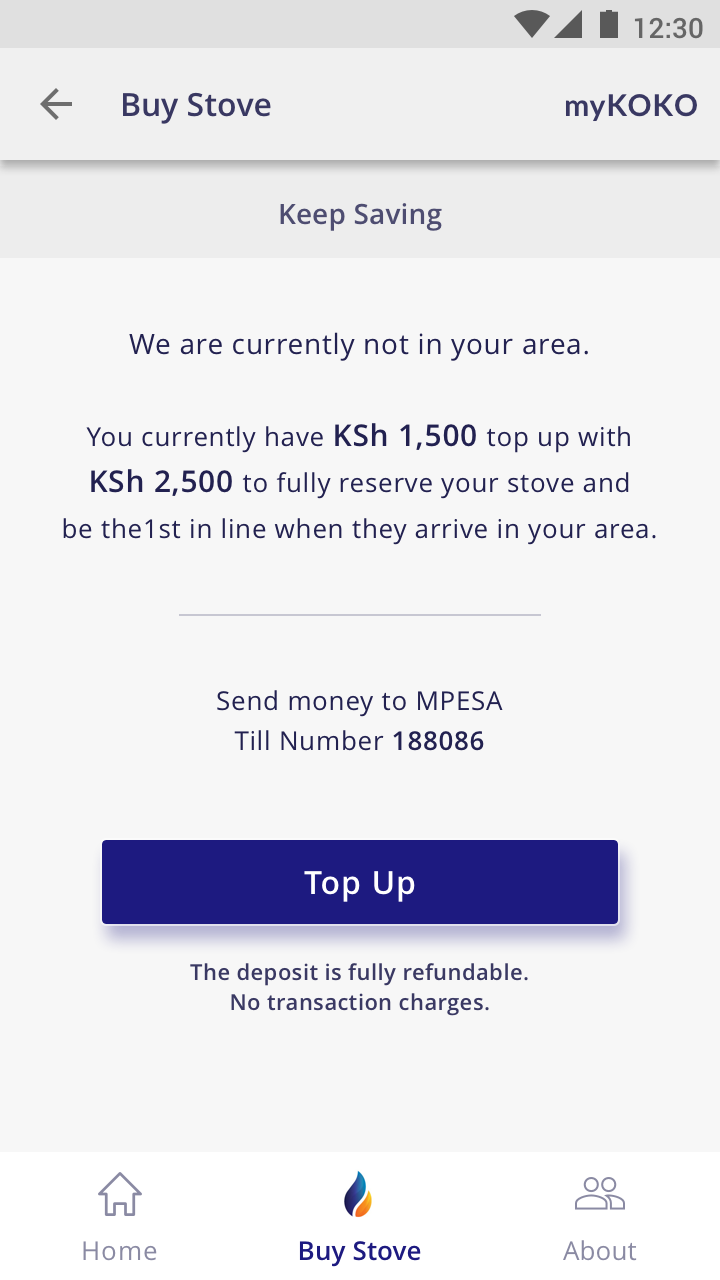 12:30
Buy Stove
myKOKO
Keep Saving
We are currently not in your area.
You currently have KSh 1,500 top up with
KSh 2,500 to fully reserve your stove and
be the1st in line when they arrive in your area.
Send money to MPESA
Till Number 188086
Top Up
The deposit is fully refundable.
No transaction charges.
Home
Buy Stove
About